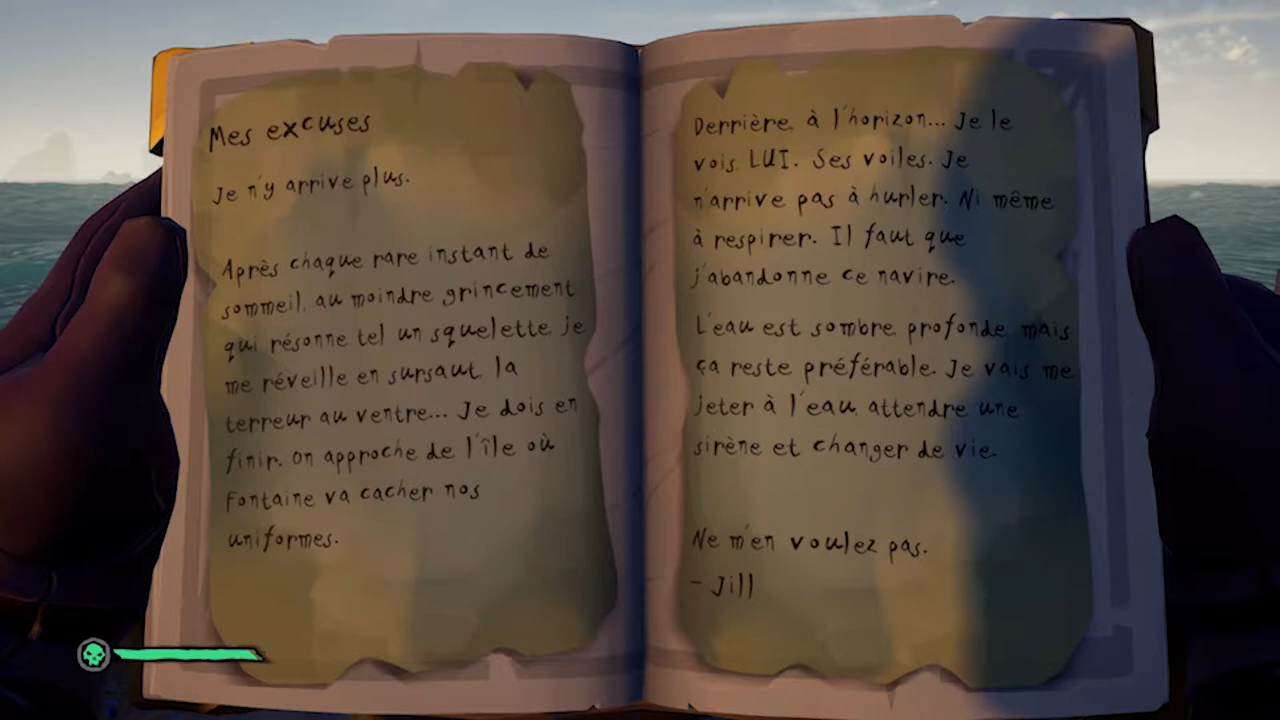 Mes excuses
Je n'y arrive plus.
Après chaque rare instant de
sommeil, au moindre grincement
qui résonne tel un squelette, je
me réveille en sursaut, la
terreur au ventre... Je dois en
finir. On approche de l'île où
Fontaine va cacher nos
uniformes.
Derrière, à l'horizon... Je le
vois, LUI. Ses voiles. Je
n'arrive pas à hurler. Ni même
à respirer. Il faut que
j'abandonne ce navire.
L'eau est sombre, profonde, mais
ça reste préférable. Je vais me
jeter à l'eau, attendre une
sirène et changer de vie.
Ne m'en voulez pas.
- Jill